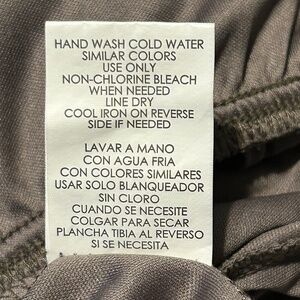 HAND WASH COLD WATER
SIMILAR COLORS
USE ONLY
NON-CHLORINE BLEACH
WHEN NEEDED
LINE DRY
COOL IRON ON REVERSE
SIDE IF NEEDED
LAVAR A MANO
CON AGUA FRIA
CON COLORES SIMILARES
USAR SOLO BLANQUEADOR
SIN CLORO
CUANDO SE NECESITE
COLGAR PARA SECAR
PLANCHA TIBIA AL REVERSO
SI SE NECESITA